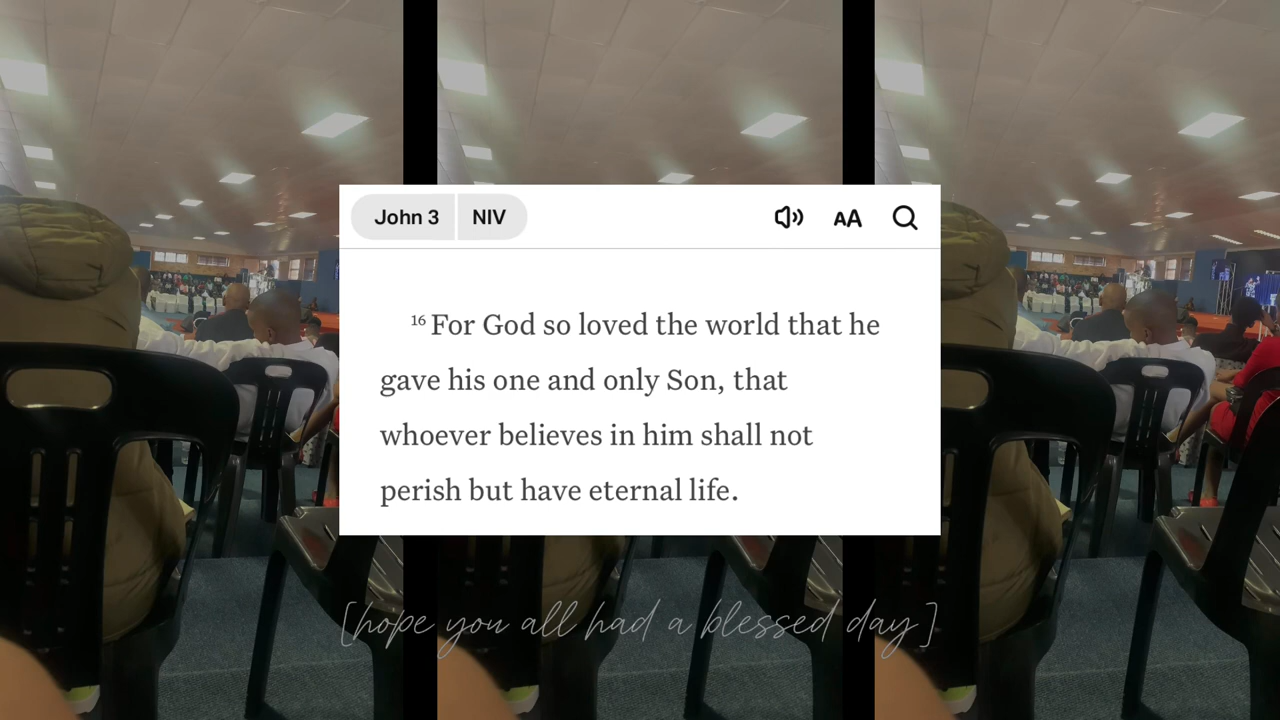 John 3 NIV AA
16 For God so loved the world that he
gave his one and only Son, that
whoever believes in him shall not
perish but have eternal life.
[hope you all had a blessed day]